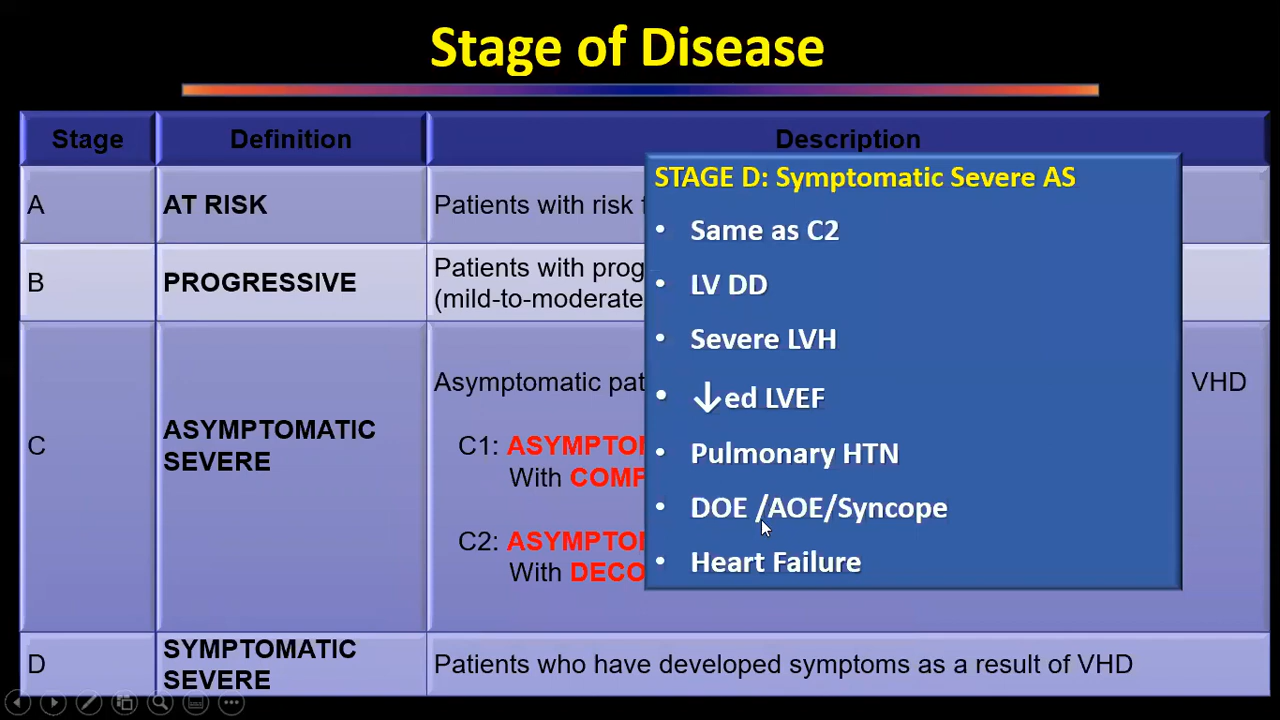 Stage of Disease
Stage Definition Description
A AT RISK Patients with risk
B PROGRESSIVE Patients with prog
(mild-to-moderate
C ASYMPTOMATIC SEVERE Asymptomatic pat VHD
C1: ASYMPTO
With COMP
C2: ASYMPTO
With DECO
D SYMPTOMATIC SEVERE Patients who have developed symptoms as a result of VHD
STAGE D: Symptomatic Severe AS
• Same as C2
• LV DD
• Severe LVH
• ↓ed LVEF
• Pulmonary HTN
• DOE /AOE/Syncope
• Heart Failure